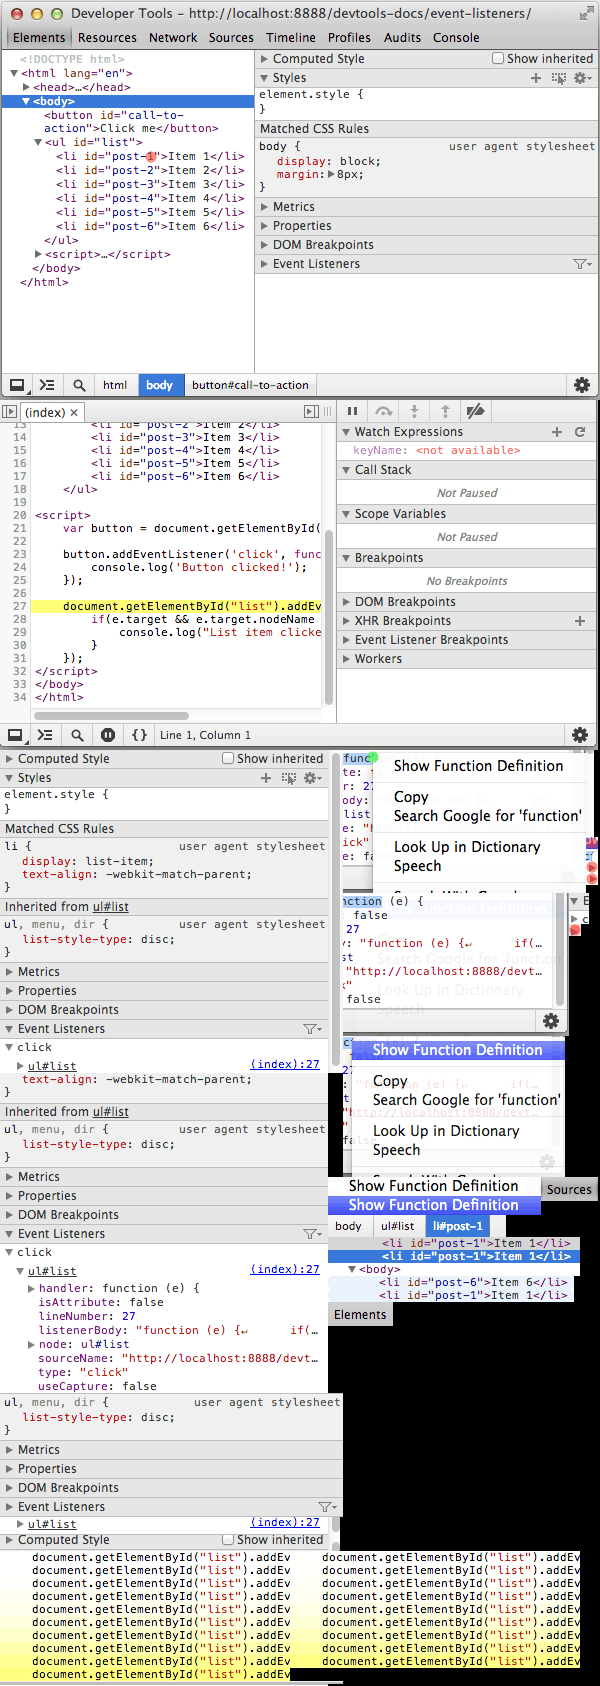 Developer Tools – http://localhost:8888/devtools-docs/event-listeners/
Elements Resources Network Sources Timeline Profiles Audits Console
<!DOCTYPE html>
<html lang="en">
<head>…</head>
<body>
<button id="call-to-
action">Click me</button>
<ul id="list">
<li id="post-1">Item 1</li>
<li id="post-2">Item 2</li>
<li id="post-3">Item 3</li>
<li id="post-4">Item 4</li>
<li id="post-5">Item 5</li>
<li id="post-6">Item 6</li>
</ul>
<script>…</script>
</body>
</html>
Computed Style Show inherited
Styles
element.style {
}
Matched CSS Rules
body { user agent stylesheet
display: block;
margin: 8px;
}
Metrics
Properties
DOM Breakpoints
Event Listeners
html body button#call-to-action
(index) ×
13 <li id="post-2">Item 2</li>
14 <li id="post-3">Item 3</li>
15 <li id="post-4">Item 4</li>
16 <li id="post-5">Item 5</li>
17 <li id="post-6">Item 6</li>
18 </ul>
19
20 <script>
21 var button = document.getElementById(
22
23 button.addEventListener('click', func
24 console.log('Button clicked!');
25 });
26
27 document.getElementById("list").addEv
28 if(e.target && e.target.nodeName
29 console.log("List item clicke
30 }
31 });
32 </script>
33 </body>
34 </html>
Watch Expressions
keyName: <not available>
Call Stack
Not Paused
Scope Variables
Not Paused
Breakpoints
No Breakpoints
DOM Breakpoints
XHR Breakpoints
Event Listener Breakpoints
Workers
{ } Line 1, Column 1
Computed Style Show inherited
Styles
element.style {
}
Matched CSS Rules
li { user agent stylesheet
display: list-item;
text-align: -webkit-match-parent;
}
Inherited from ul#list
ul, menu, dir { user agent stylesheet
list-style-type: disc;
}
Metrics
Properties
DOM Breakpoints
Event Listeners
click
ul#list (index):27
text-align: -webkit-match-parent;
}
Inherited from ul#list
ul, menu, dir { user agent stylesheet
list-style-type: disc;
}
Metrics
Properties
DOM Breakpoints
Event Listeners
click
ul#list (index):27
handler: function (e) {
isAttribute: false
lineNumber: 27
listenerBody: "function (e) {↵ if(…
node: ul#list
sourceName: "http://localhost:8888/devt…
type: "click"
useCapture: false
ul, menu, dir { user agent stylesheet
list-style-type: disc;
}
Metrics
Properties
DOM Breakpoints
Event Listeners
ul#list (index):27
Computed Style Show inherited
func
te: f
r: 27
ody:
list
e: "h
ick"
e: fa
Show Function Definition
Copy
Search Google for 'function'
Look Up in Dictionary
Speech
nction (e) {
false
27
y: "function (e) {↵ if(…
st
"http://localhost:8888/devt…
k"
false
Show Function Definition
Copy
Search Google for 'function'
Look Up in Dictionary
Speech
Show Function Definition
Sources
Show Function Definition
body ul#list li#post-1
<li id="post-1">Item 1</li>
<li id="post-1">Item 1</li>
<body>
<li id="post-6">Item 6</li>
<li id="post-1">Item 1</li>
Elements
document.getElementById("list").addEv document.getElementById("list").addEv
document.getElementById("list").addEv document.getElementById("list").addEv
document.getElementById("list").addEv document.getElementById("list").addEv
document.getElementById("list").addEv document.getElementById("list").addEv
document.getElementById("list").addEv document.getElementById("list").addEv
document.getElementById("list").addEv document.getElementById("list").addEv
document.getElementById("list").addEv document.getElementById("list").addEv
document.getElementById("list").addEv document.getElementById("list").addEv
document.getElementById("list").addEv document.getElementById("list").addEv
document.getElementById("list").addEv